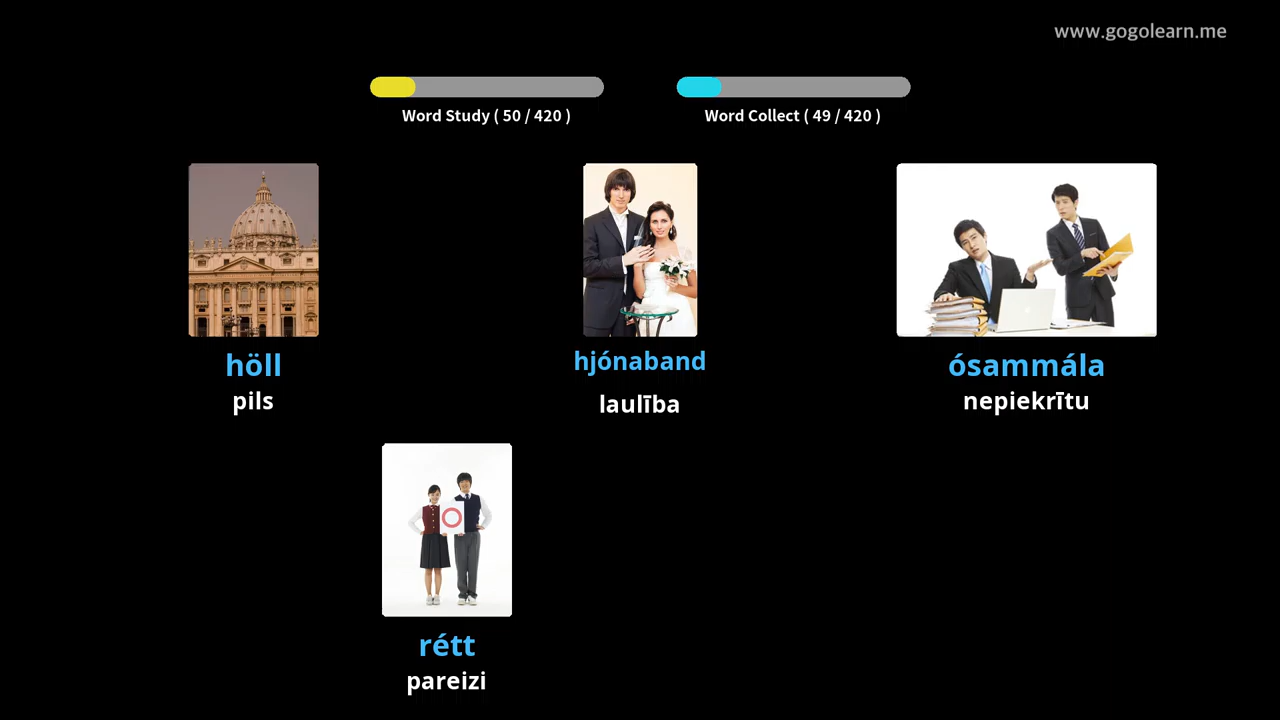 www.gogolearn.me
Word Study ( 50 / 420 )
Word Collect ( 49 / 420 )
höll
pils
hjónaband
laulība
ósammála
nepiekrītu
rétt
pareizi